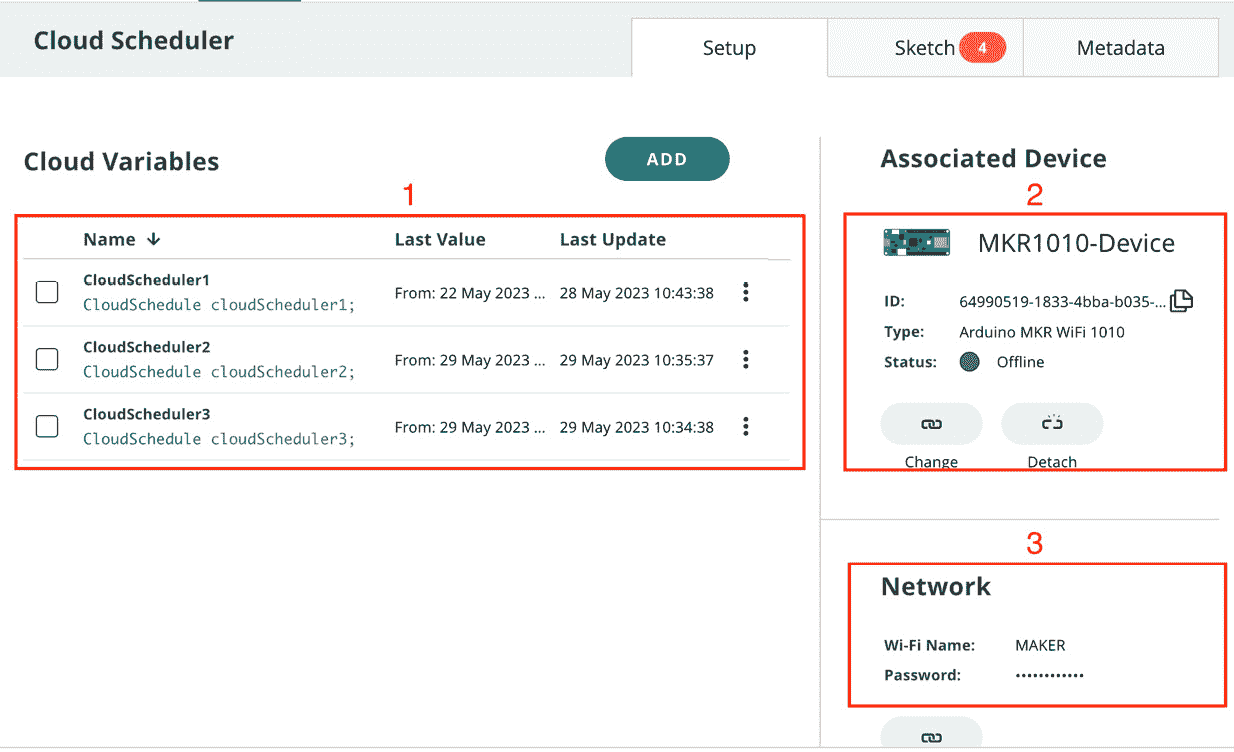 Cloud Scheduler
Setup
Sketch 4
Metadata
Cloud Variables
ADD
1
Name ↓ Last Value Last Update
CloudScheduler1
CloudSchedule cloudScheduler1;
From: 22 May 2023 ... 28 May 2023 10:43:38
CloudScheduler2
CloudSchedule cloudScheduler2;
From: 29 May 2023 ... 29 May 2023 10:35:37
CloudScheduler3
CloudSchedule cloudScheduler3;
From: 29 May 2023 ... 29 May 2023 10:34:38
Associated Device
2
MKR1010-Device
ID: 64990519-1833-4bba-b035-...
Type: Arduino MKR WiFi 1010
Status: Offline
Change Detach
3
Network
Wi-Fi Name: MAKER
Password: ••••••••••••